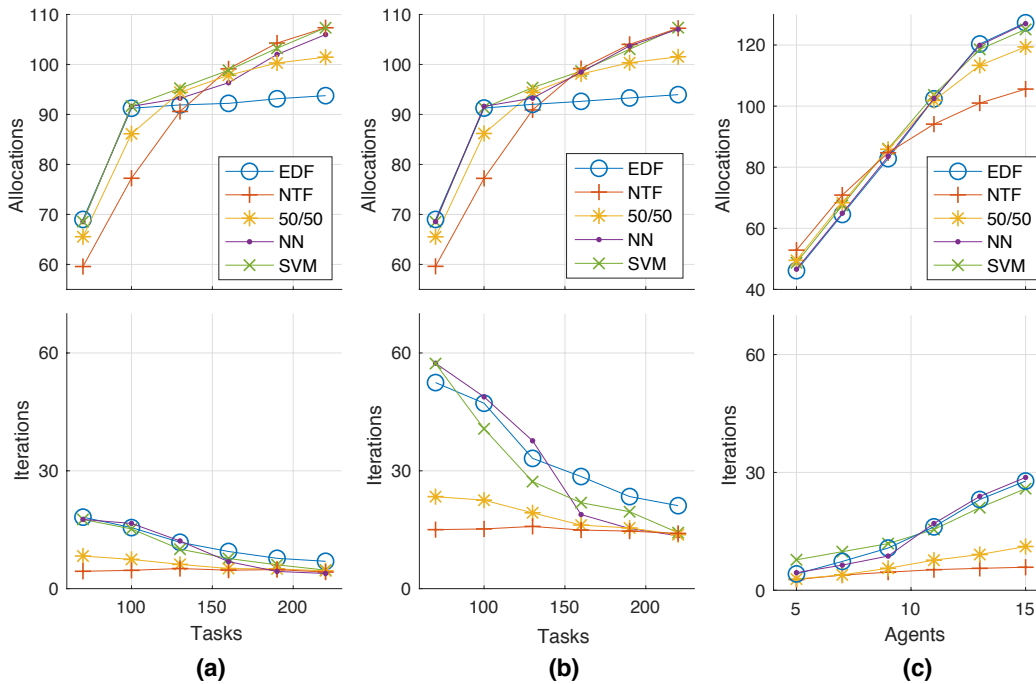 110
100
90
80
70
60
Allocations
EDF
NTF
50/50
NN
SVM
60
30
0
Iterations
100
150
200
Tasks
(a)
110
100
90
80
70
60
Allocations
EDF
NTF
50/50
NN
SVM
60
30
0
Iterations
100
150
200
Tasks
(b)
120
100
80
60
40
Allocations
EDF
NTF
50/50
NN
SVM
60
30
0
Iterations
5
10
15
Agents
(c)